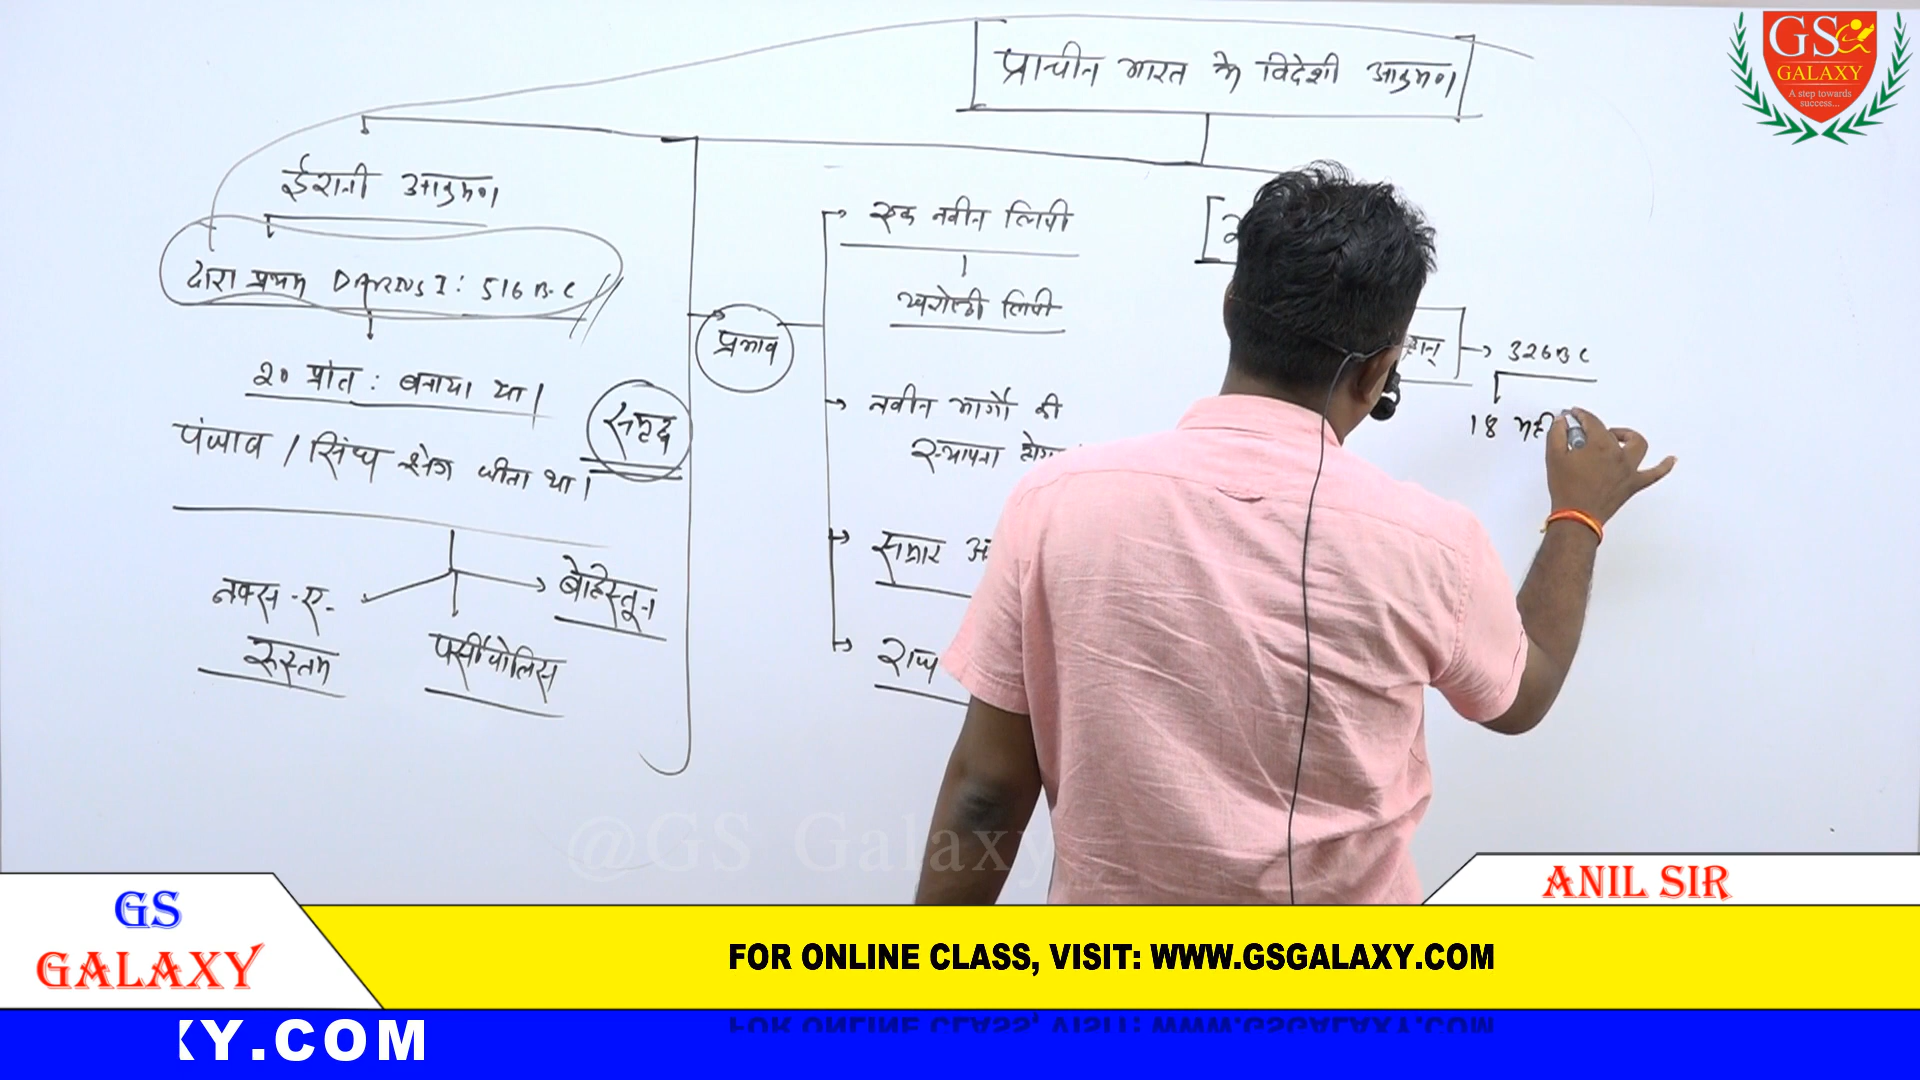 प्राचीन भारत के विदेशी आक्रमण
GS
GALAXY
A step towards
success...
ईरानी आक्रमण
दारा प्रथम DARIUS I: 516 B.C
20 प्रांत : बनाया था।
पंजाब / सिंध क्षेत्र जीता था।
समृद्ध
नक्स-ए-
रुस्तम
पर्सीपोलिस
बेहिस्तून
प्रभाव
एक नवीन लिपी
खरोष्ठी लिपी
नवीन मार्गों की
स्थापना
सम्राट
326 B C
18
@GS Galaxy
ANIL SIR
GS
GALAXY
FOR ONLINE CLASS, VISIT: WWW.GSGALAXY.COM
Y.COM